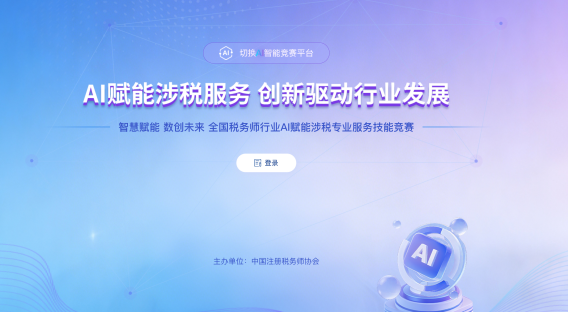 AI 切换AI智能竞赛平台
AI赋能涉税服务 创新驱动行业发展
智慧赋能 数创未来 全国税务师行业AI赋能涉税专业服务技能竞赛
登录
AI
主办单位：中国注册税务师协会